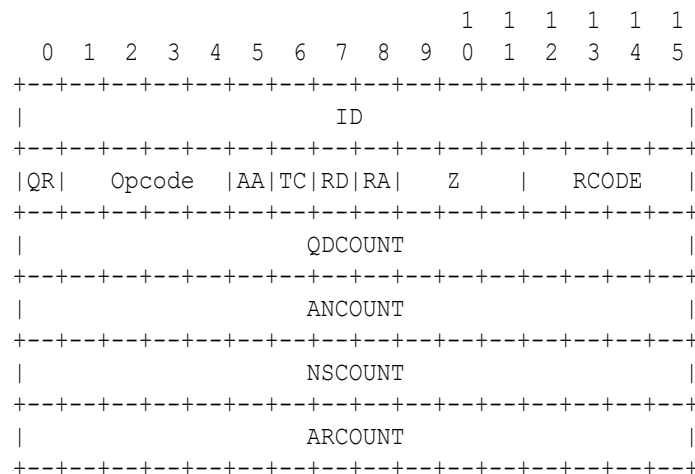 1  1  1  1  1  1
  0  1  2  3  4  5  6  7  8  9  0  1  2  3  4  5
+--+--+--+--+--+--+--+--+--+--+--+--+--+--+--+--+
|                      ID                       |
+--+--+--+--+--+--+--+--+--+--+--+--+--+--+--+--+
|QR|   Opcode  |AA|TC|RD|RA|   Z    |   RCODE   |
+--+--+--+--+--+--+--+--+--+--+--+--+--+--+--+--+
|                    QDCOUNT                    |
+--+--+--+--+--+--+--+--+--+--+--+--+--+--+--+--+
|                    ANCOUNT                    |
+--+--+--+--+--+--+--+--+--+--+--+--+--+--+--+--+
|                    NSCOUNT                    |
+--+--+--+--+--+--+--+--+--+--+--+--+--+--+--+--+
|                    ARCOUNT                    |
+--+--+--+--+--+--+--+--+--+--+--+--+--+--+--+--+